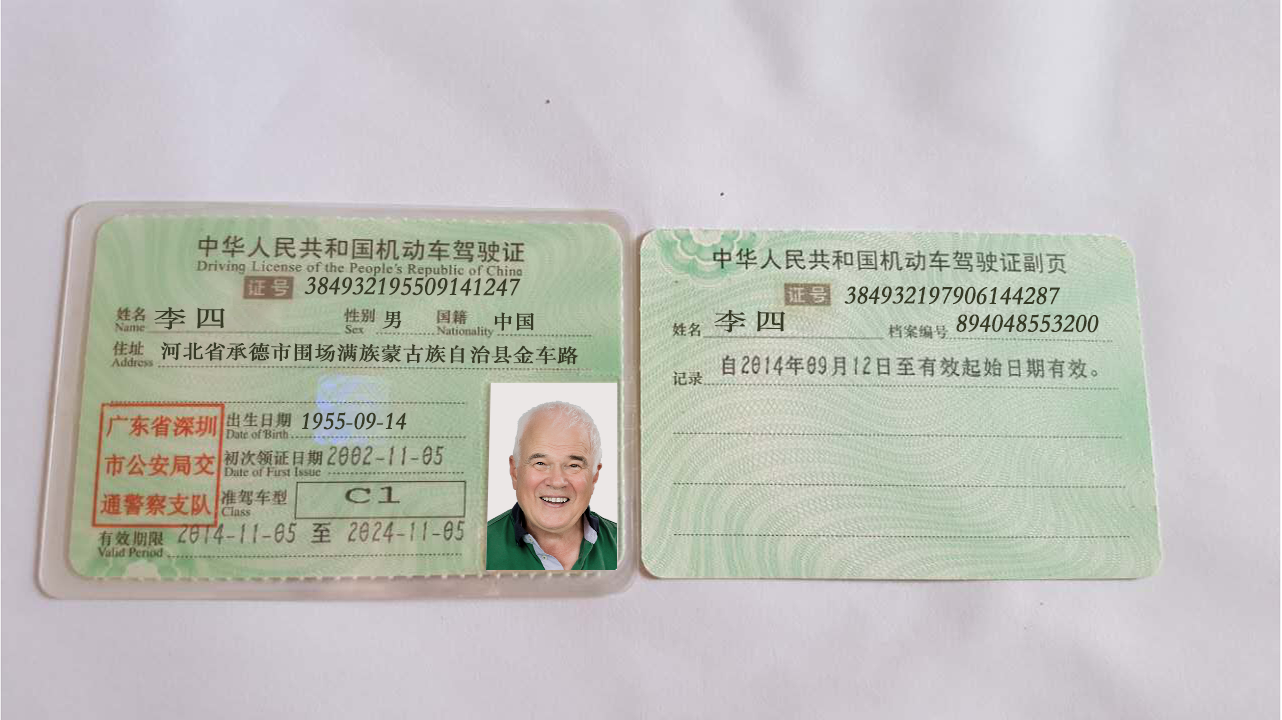 中华人民共和国机动车驾驶证
Driving License of the People's Republic of China
证号 384932195509141247
姓名 李四 性别 男 国籍 中国
Name Sex Nationality
住址 河北省承德市围场满族蒙古族自治县金车路
Address
广东省深圳
市公安局交
通警察支队
出生日期 1955-09-14
Date of Birth
初次领证日期 2002-11-05
Date of First Issue
准驾车型 C1
Class
有效期限 2014-11-05 至 2024-11-05
Valid Period
中华人民共和国机动车驾驶证副页
证号 384932197906144287
姓名 李四 档案编号 894048553200
记录 自2014年09月12日至有效起始日期有效。